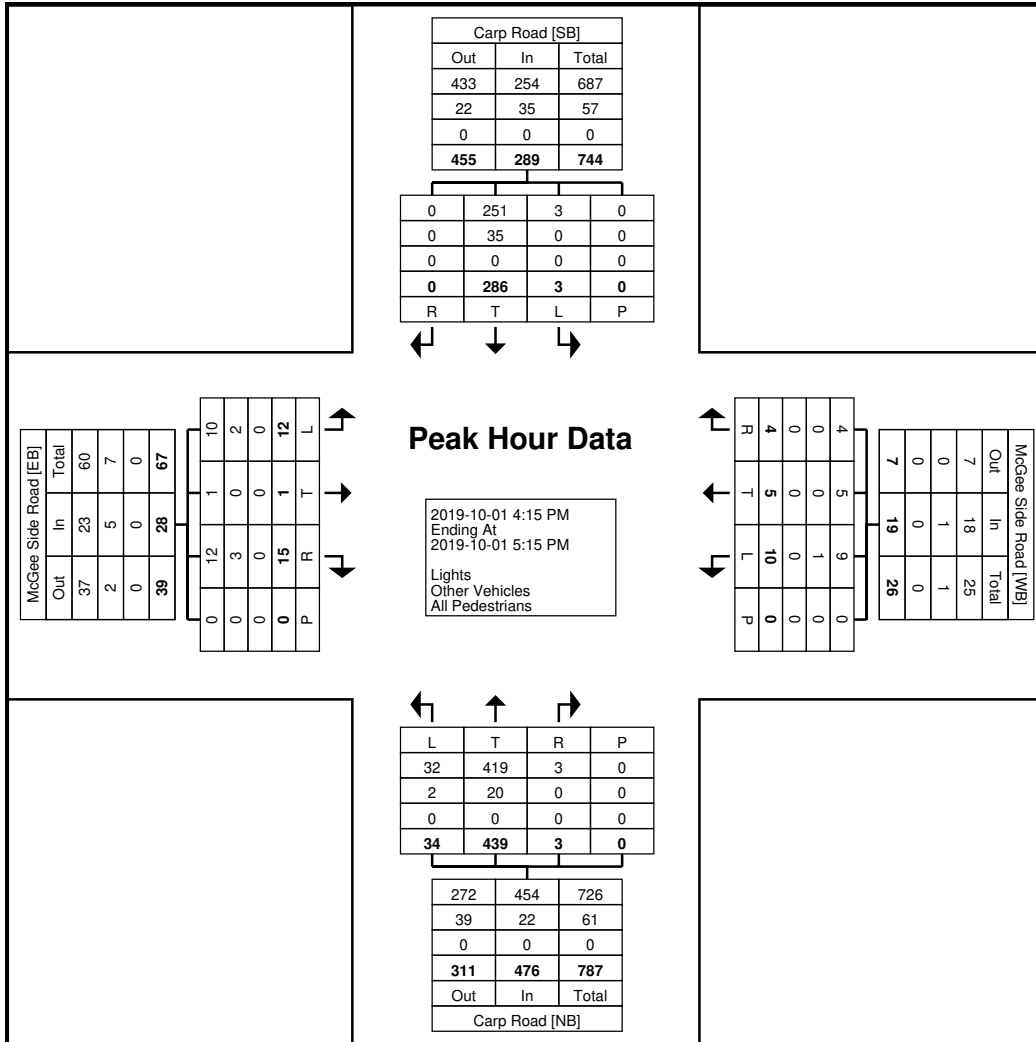 Carp Road [SB]
Out In Total
433 254 687
22 35 57
0 0 0
455 289 744
0 251 3 0
0 35 0 0
0 0 0 0
0 286 3 0
R T L P
McGee Side Road [EB]
Total In Out
60 23 37
7 5 2
0 0 0
67 28 39
10 1 12 0
2 0 3 0
0 0 0 0
12 1 15 0
L T R P
Peak Hour Data
2019-10-01 4:15 PM
Ending At
2019-10-01 5:15 PM
Lights
Other Vehicles
All Pedestrians
R T L P
4 5 10 0
0 0 0 0
0 0 1 0
4 5 9 0
7 19 26
0 0 0
0 1 1
7 18 25
Out In Total
McGee Side Road [WB]
L T R P
32 419 3 0
2 20 0 0
0 0 0 0
34 439 3 0
272 454 726
39 22 61
0 0 0
311 476 787
Out In Total
Carp Road [NB]